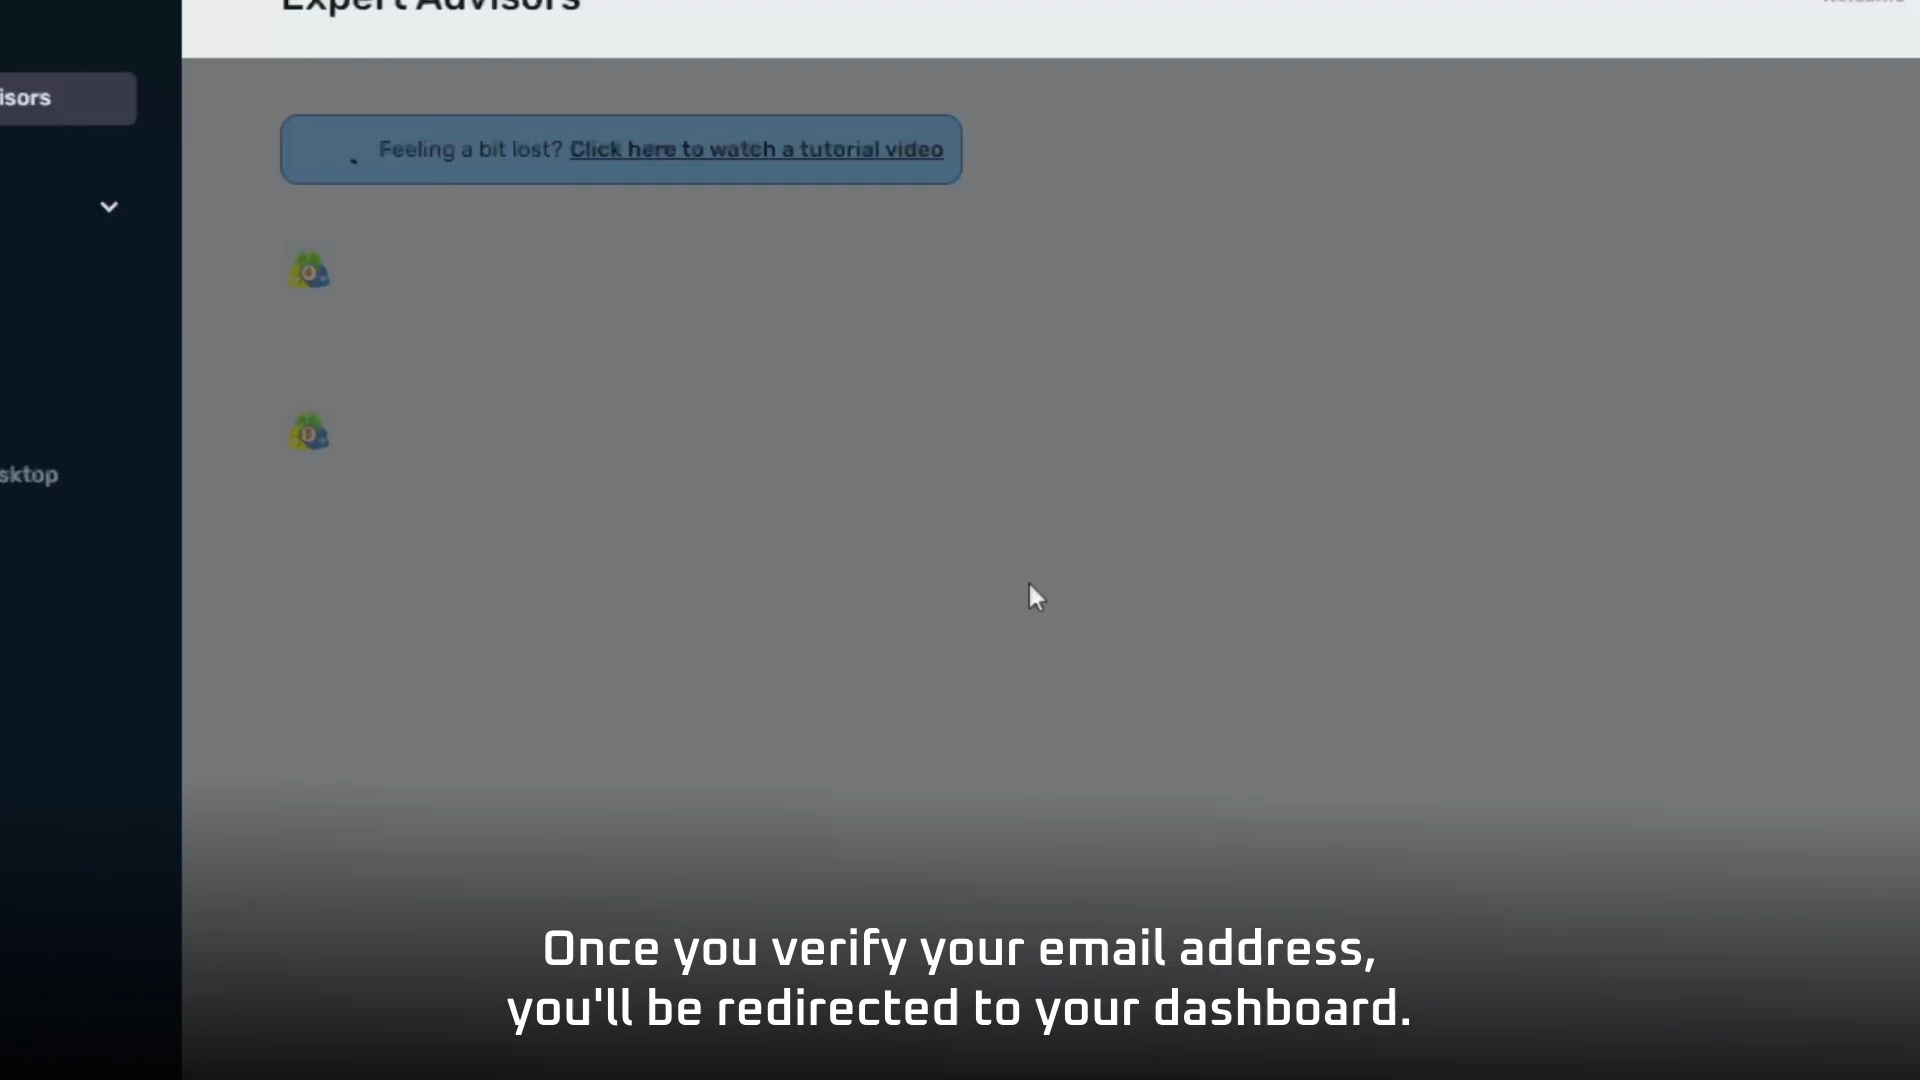 Expert Advisors
isors
Feeling a bit lost? Click here to watch a tutorial video
sktop
Once you verify your email address,
you'll be redirected to your dashboard.